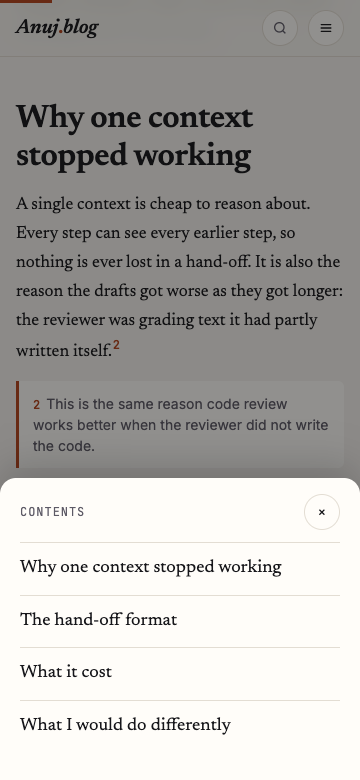 Anuj.blog
Why one context
stopped working
A single context is cheap to reason about.
Every step can see every earlier step, so
nothing is ever lost in a hand-off. It is also the
reason the drafts got worse as they got longer:
the reviewer was grading text it had partly
written itself.2
2 This is the same reason code review
works better when the reviewer did not write
the code.
CONTENTS
Why one context stopped working
The hand-off format
What it cost
What I would do differently